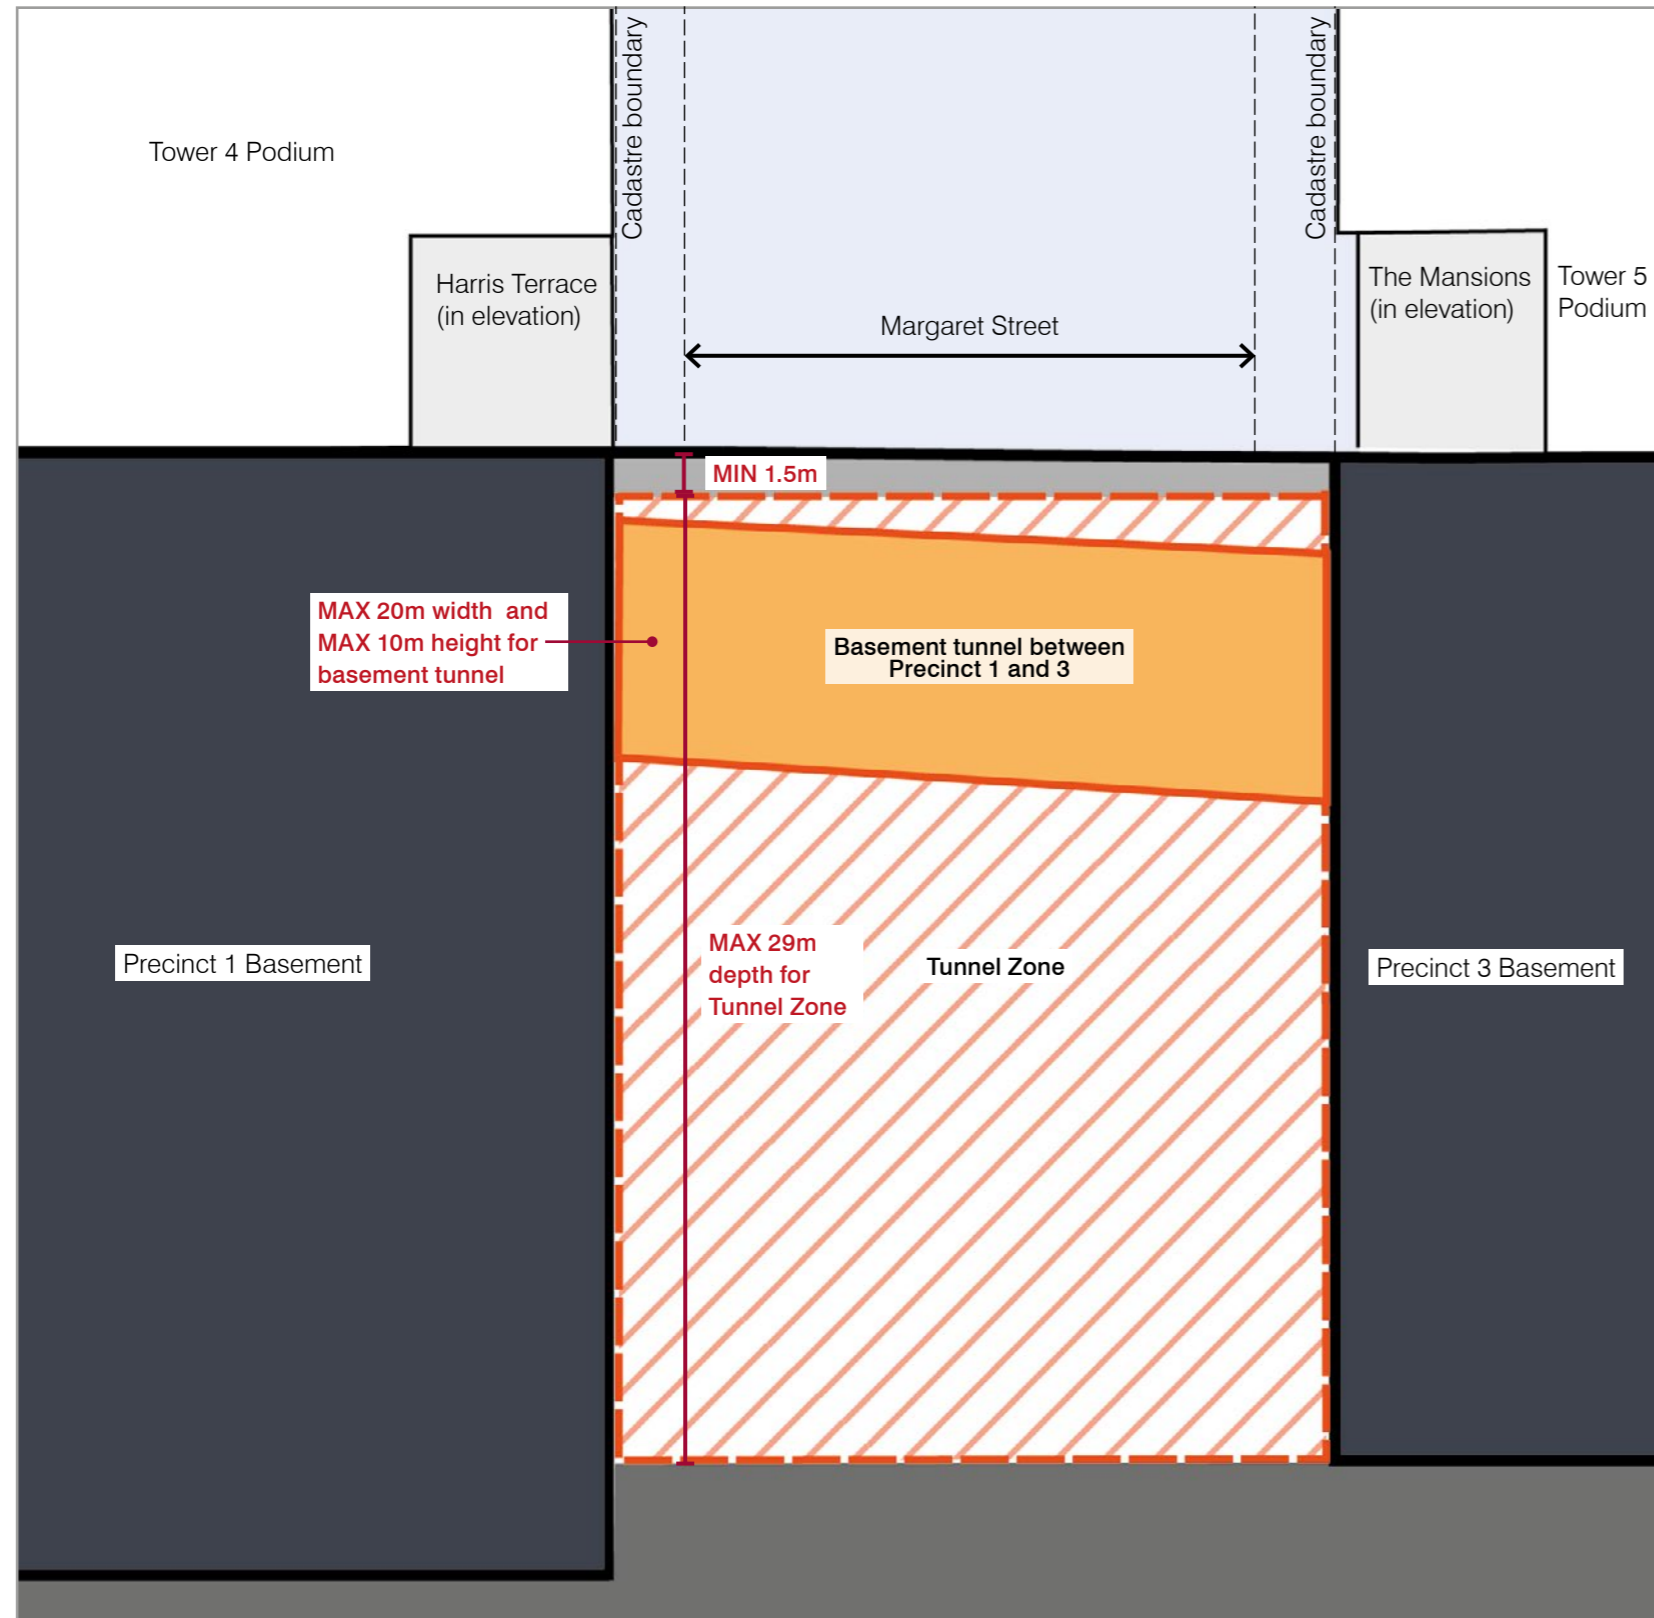 Cadastre boundary
Cadastre boundary
Tower 4 Podium
Harris Terrace
(in elevation)
The Mansions
(in elevation)
Tower 5
Podium
Margaret Street
MIN 1.5m
MAX 20m width and
MAX 10m height for
basement tunnel
Basement tunnel between
Precinct 1 and 3
MAX 29m
depth for
Tunnel Zone
Tunnel Zone
Precinct 1 Basement
Precinct 3 Basement